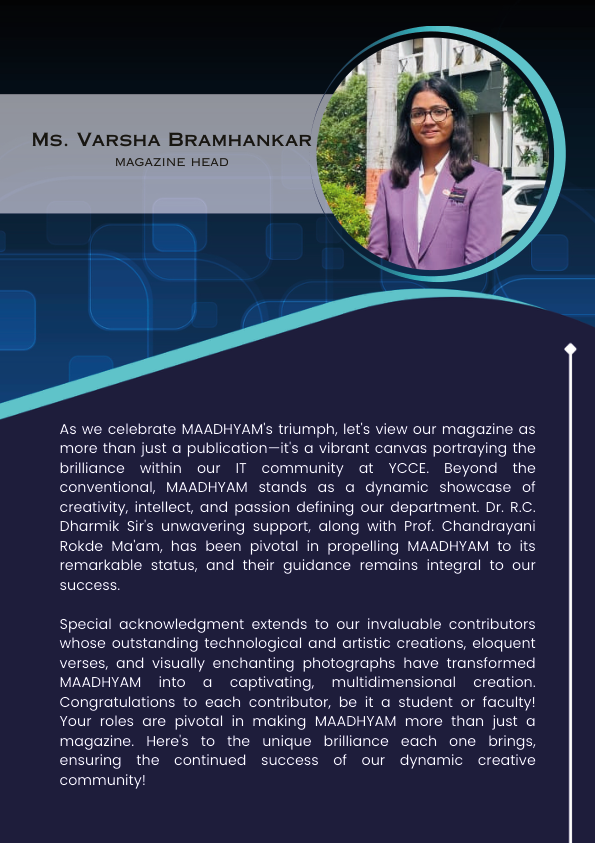 Ms. Varsha Bramhankar
MAGAZINE HEAD
As we celebrate MAADHYAM's triumph, let's view our magazine as
more than just a publication—it's a vibrant canvas portraying the
brilliance within our IT community at YCCE. Beyond the
conventional, MAADHYAM stands as a dynamic showcase of
creativity, intellect, and passion defining our department. Dr. R.C.
Dharmik Sir's unwavering support, along with Prof. Chandrayani
Rokde Ma'am, has been pivotal in propelling MAADHYAM to its
remarkable status, and their guidance remains integral to our
success.
Special acknowledgment extends to our invaluable contributors
whose outstanding technological and artistic creations, eloquent
verses, and visually enchanting photographs have transformed
MAADHYAM into a captivating, multidimensional creation.
Congratulations to each contributor, be it a student or faculty!
Your roles are pivotal in making MAADHYAM more than just a
magazine. Here's to the unique brilliance each one brings,
ensuring the continued success of our dynamic creative
community!